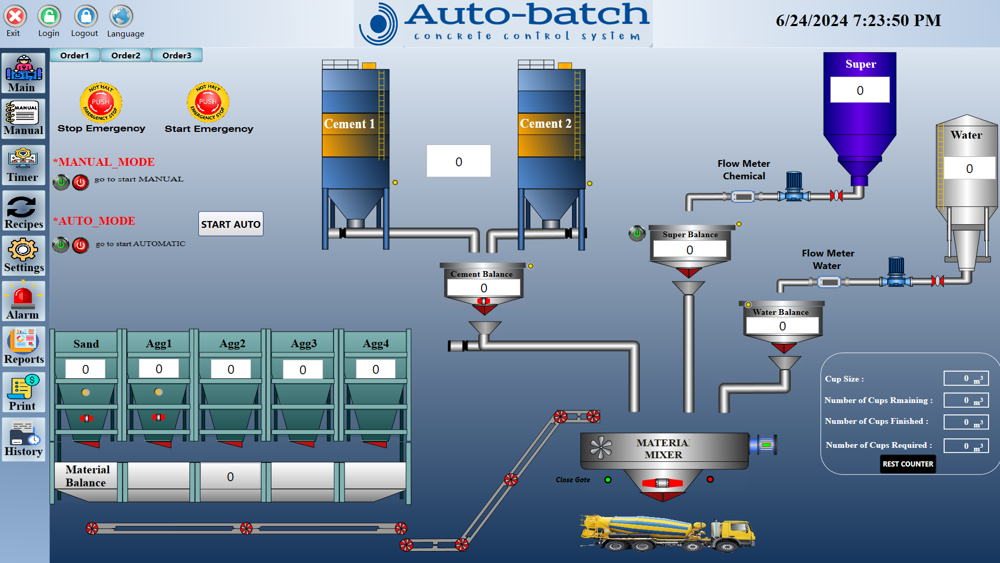 Auto-batch
concrete control system
6/24/2024 7:23:50 PM
Exit
Login
Logout
Language
Order1
Order2
Order3
Main
MANUAL
Manual
Timer
Recipes
Settings
Alarm
Reports
Print
History
NOT HALT
PUSH
EMERGENCY STOP
Stop Emergency
NOT HALT
PUSH
EMERGENCY STOP
Start Emergency
*MANUAL_MODE
go to start MANUAL
*AUTO_MODE
go to start AUTOMATIC
START AUTO
Cement 1
0
Cement 2
Super
0
Water
0
Flow Meter
Chemical
Super Balance
0
Flow Meter
Water
Cement Balance
0
Water Balance
0
Sand
Agg1
Agg2
Agg3
Agg4
0
0
0
0
0
Material
Balance
0
MATERIAL
MIXER
Close Gate
Cup Size :
0 m³
Number of Cups Rmaining :
0 m³
Number of Cups Finished :
0 m³
Number of Cups Required :
0 m³
REST COUNTER